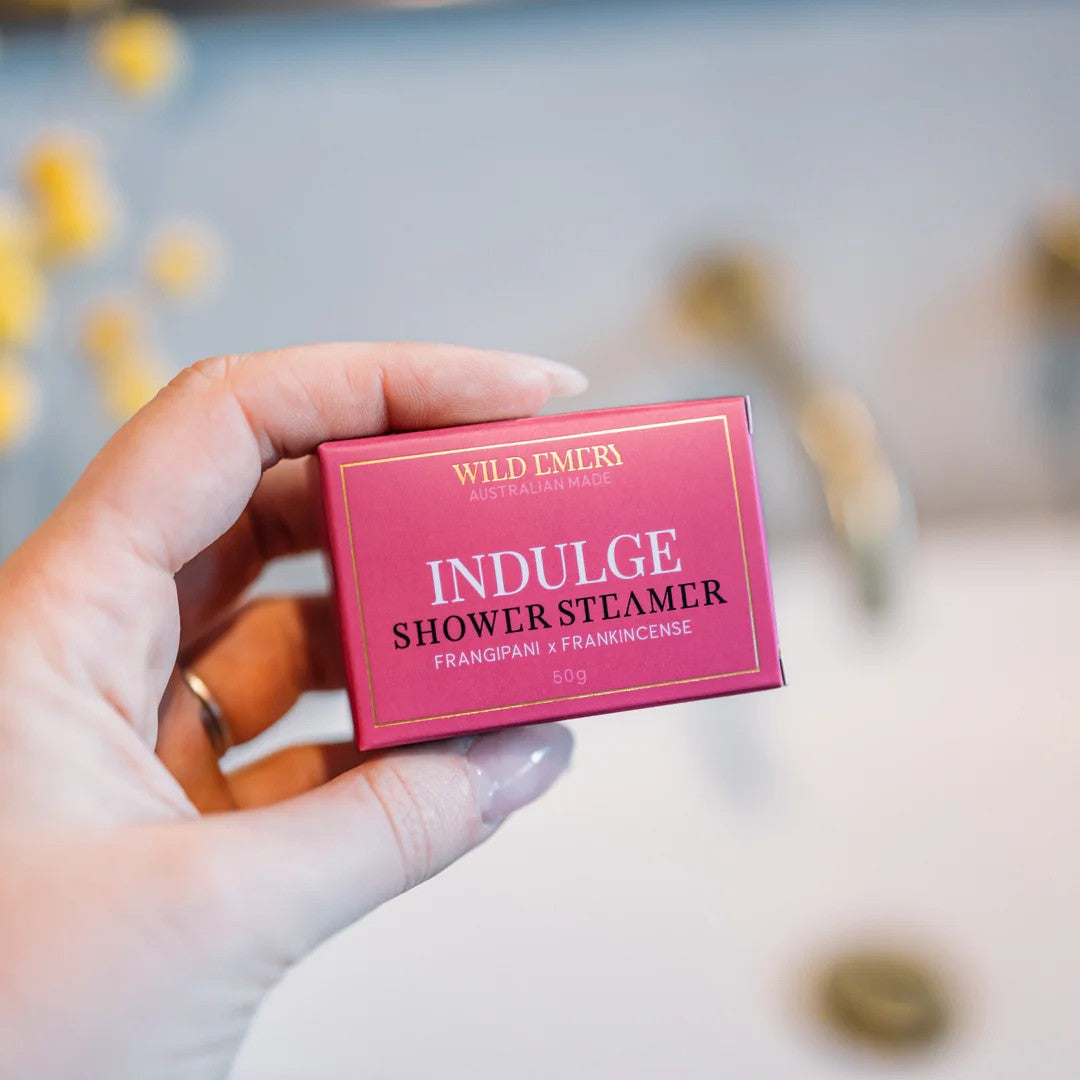 WILD EMERY
AUSTRALIAN MADE
INDULGE
SHOWER STEAMER
FRANGIPANI x FRANKINCENSE
50g